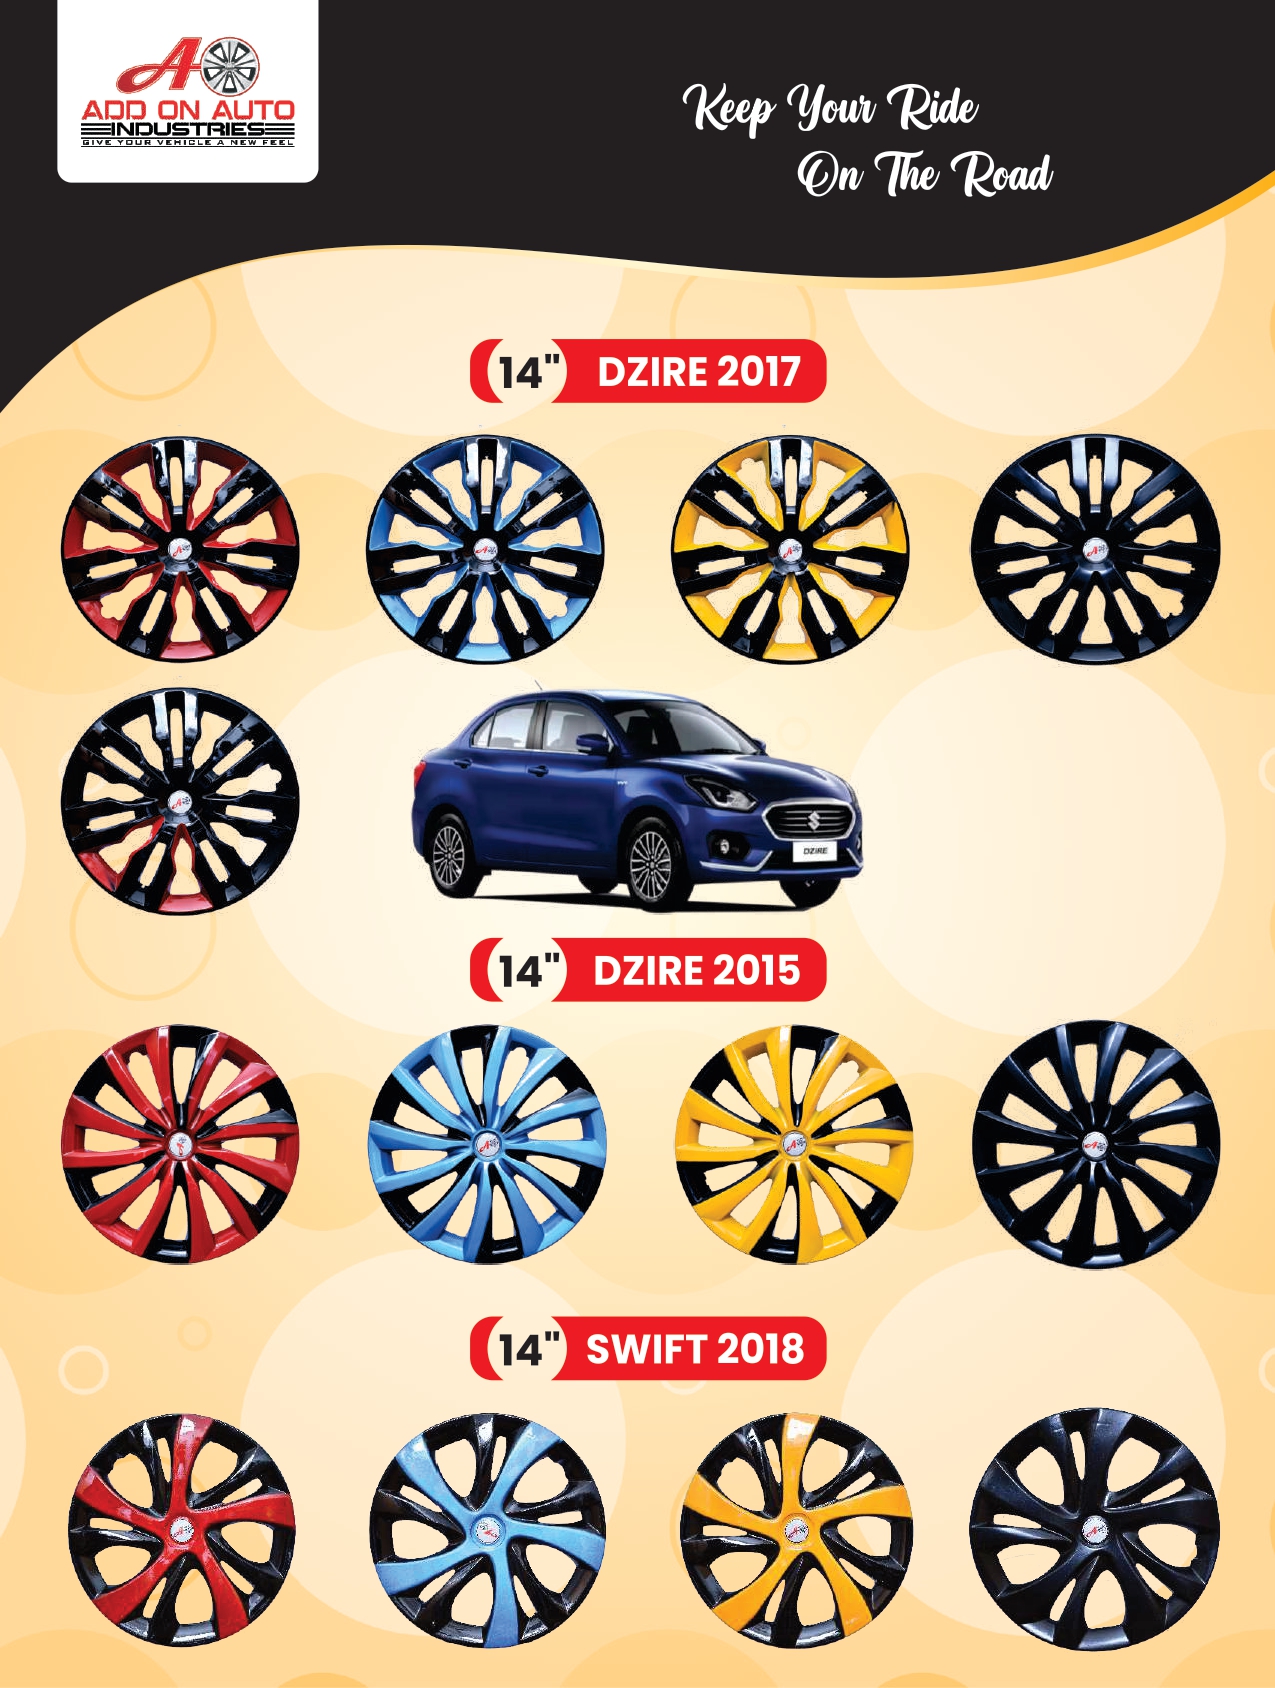 ADD ON AUTO
INDUSTRIES
GIVE YOUR VEHICLE A NEW FEEL
Keep Your Ride
On The Road
14" DZIRE 2017
DZIRE
14" DZIRE 2015
14" SWIFT 2018